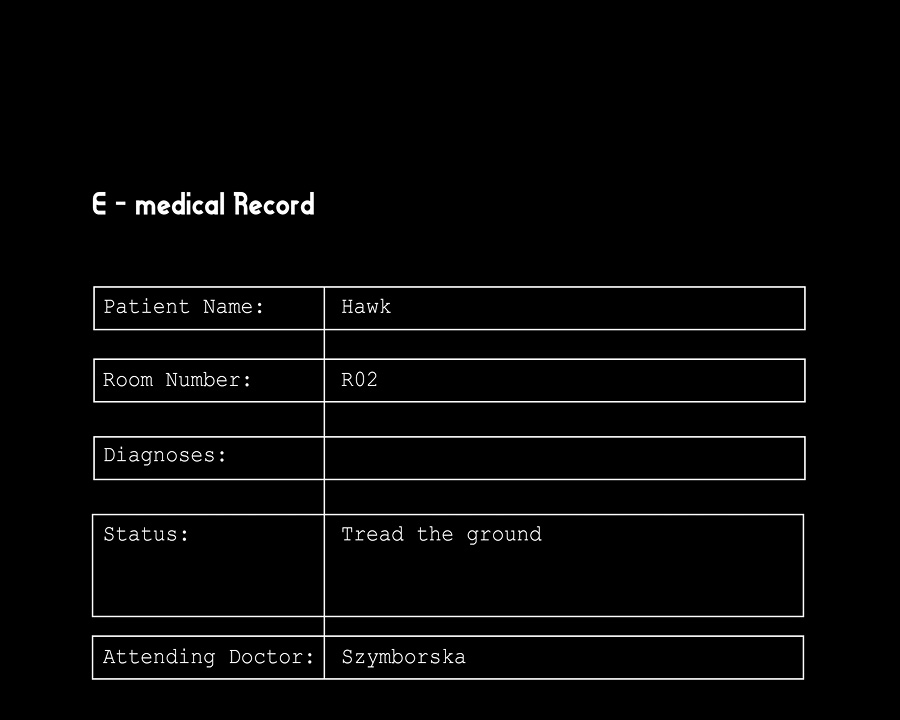 E - medical Record
Patient Name: Hawk
Room Number: R02
Diagnoses:
Status: Tread the ground
Attending Doctor: Szymborska